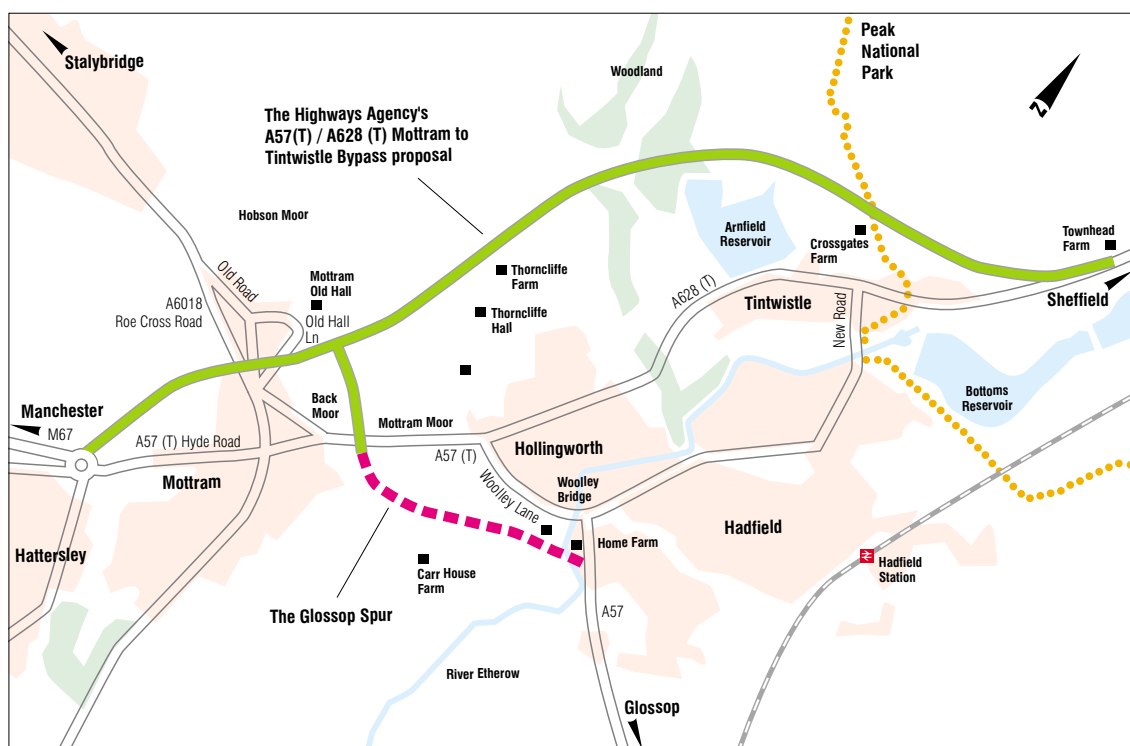 Stalybridge
Woodland
Peak
National
Park
N
The Highways Agency's
A57(T) / A628 (T) Mottram to
Tintwistle Bypass proposal
Hobson Moor
Arnfield
Reservoir
Crossgates
Farm
Townhead
Farm
Sheffield
Old Road
Mottram
Old Hall
Thorncliffe
Farm
A6018
Roe Cross Road
Old Hall
Ln
Thorncliffe
Hall
A628 (T)
Tintwistle
New Road
Bottoms
Reservoir
Manchester
M67
A57 (T) Hyde Road
Back
Moor
Mottram Moor
A57 (T)
Hollingworth
Mottram
Woolley Lane
Woolley
Bridge
Hadfield
Hattersley
Home Farm
Hadfield
Station
Carr House
Farm
The Glossop Spur
A57
River Etherow
Glossop